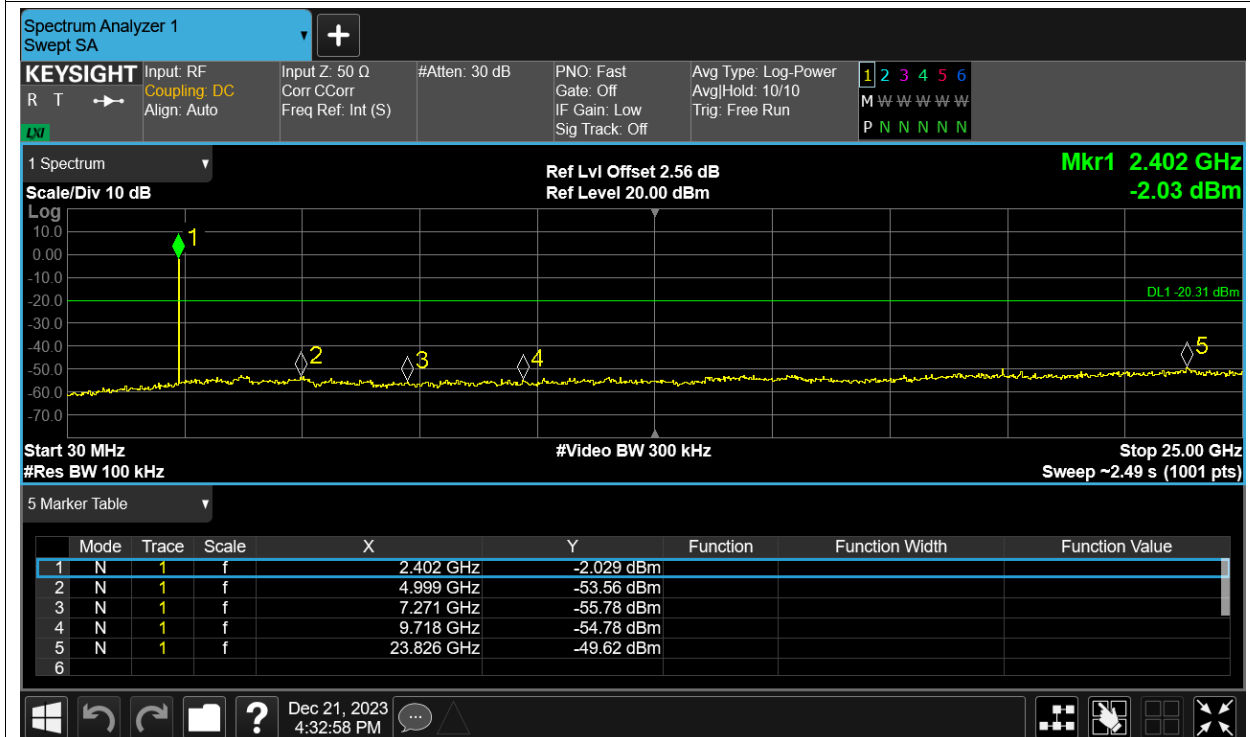 Spectrum Analyzer 1
Swept SA
KEYSIGHT
R T
LXI
Input: RF
Coupling: DC
Align: Auto
Input Z: 50 Ω
Corr CCorr
Freq Ref: Int (S)
#Atten: 30 dB
PNO: Fast
Gate: Off
IF Gain: Low
Sig Track: Off
Avg Type: Log-Power
Avg|Hold: 10/10
Trig: Free Run
1 2 3 4 5 6
M W W W W W
P N N N N N
1 Spectrum
Scale/Div 10 dB
Ref Lvl Offset 2.56 dB
Ref Level 20.00 dBm
Mkr1 2.402 GHz
-2.03 dBm
Log
10.0
0.00
-10.0
-20.0
-30.0
-40.0
-50.0
-60.0
-70.0
1
2
3
4
5
DL1 -20.31 dBm
Start 30 MHz
#Video BW 300 kHz
Stop 25.00 GHz
#Res BW 100 kHz
Sweep ~2.49 s (1001 pts)
5 Marker Table
Mode Trace Scale X Y Function Function Width Function Value
1 N 1 f 2.402 GHz -2.029 dBm
2 N 1 f 4.999 GHz -53.56 dBm
3 N 1 f 7.271 GHz -55.78 dBm
4 N 1 f 9.718 GHz -54.78 dBm
5 N 1 f 23.826 GHz -49.62 dBm
6
?
Dec 21, 2023
4:32:58 PM